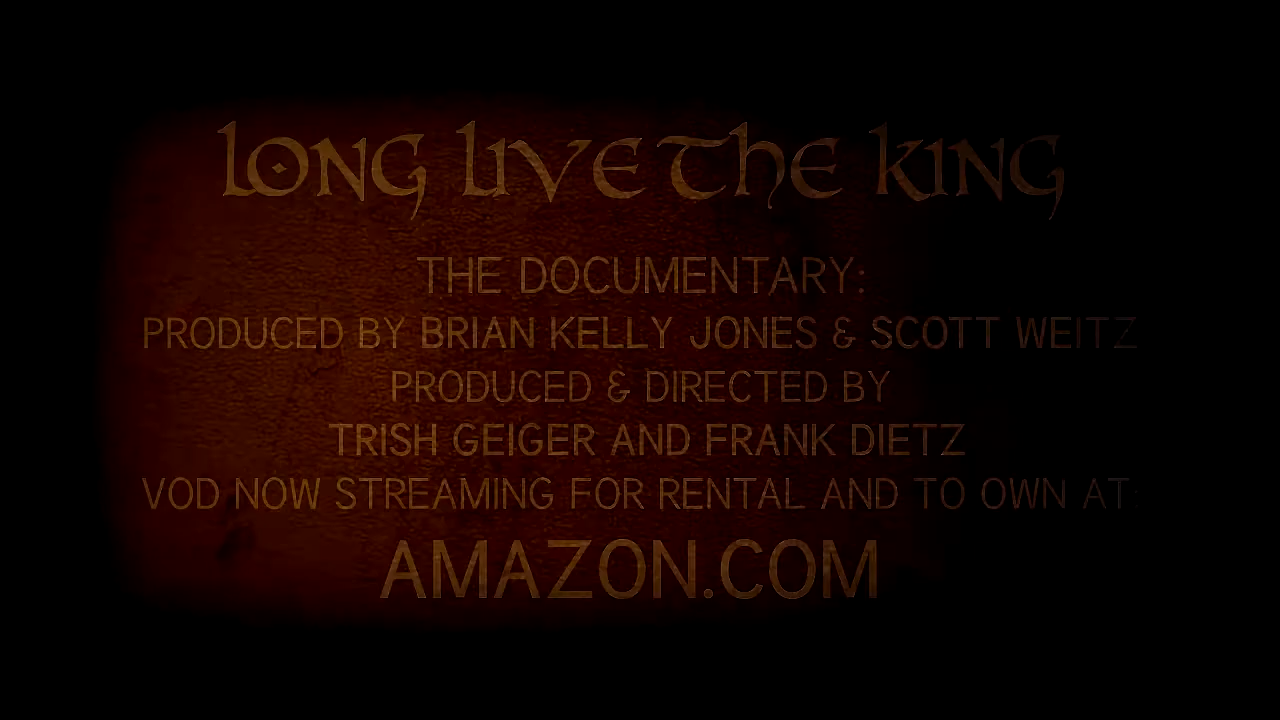 LONG LIVE THE KING
THE DOCUMENTARY:
PRODUCED BY BRIAN KELLY JONES & SCOTT WEITZ
PRODUCED & DIRECTED BY
TRISH GEIGER AND FRANK DIETZ
VOD NOW STREAMING FOR RENTAL AND TO OWN AT:
AMAZON.COM